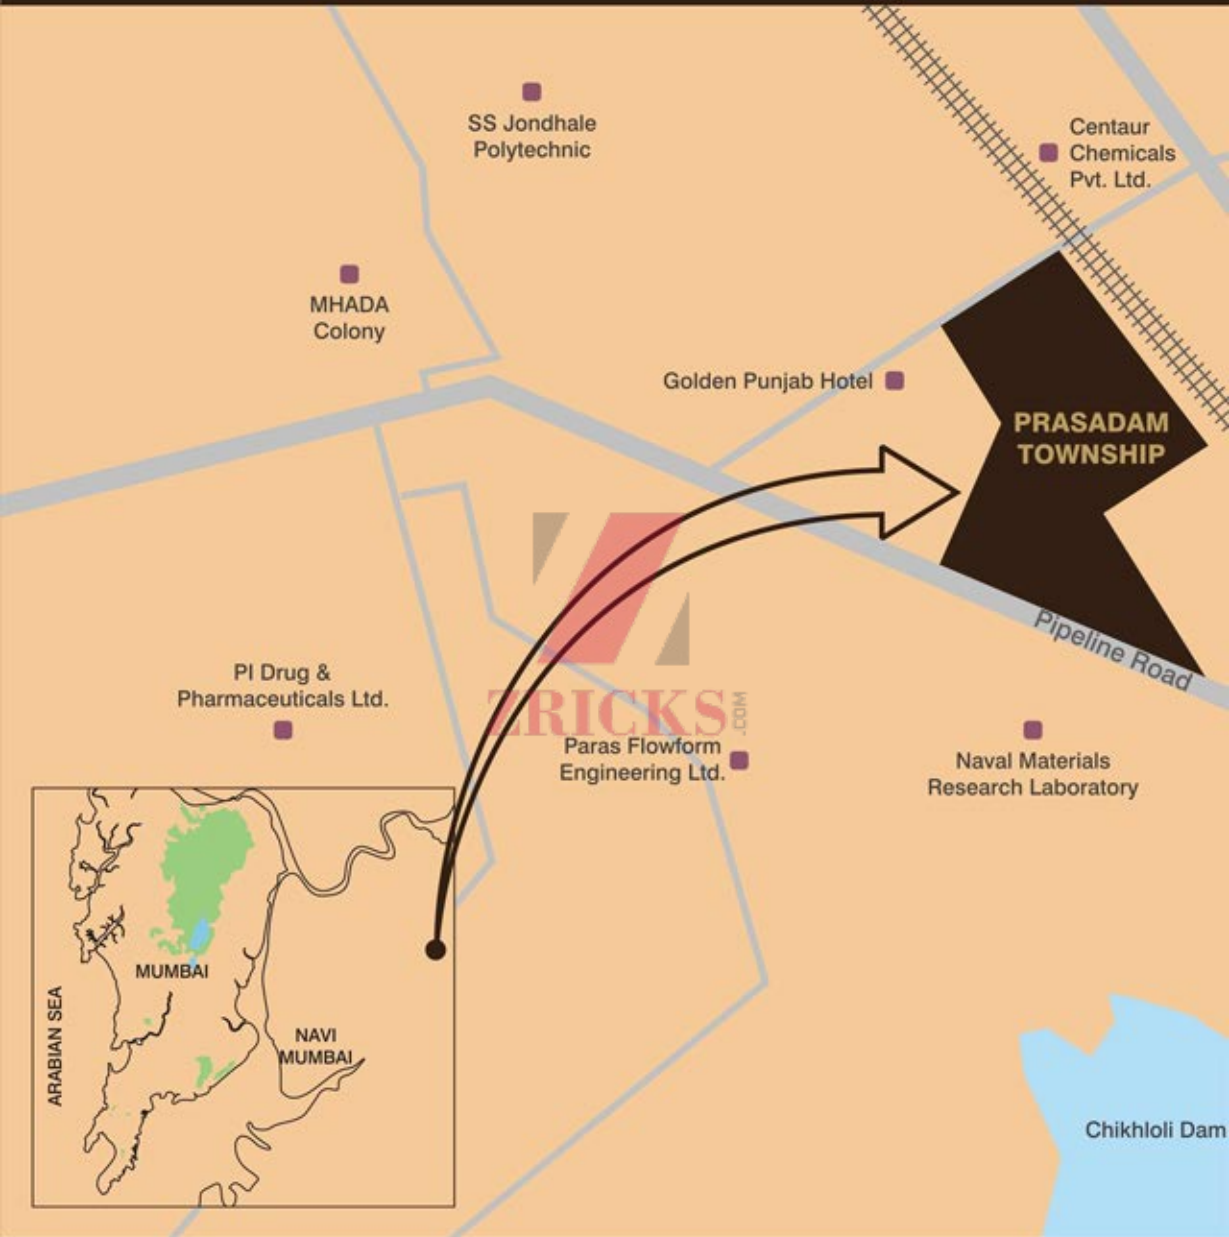 SS Jondhale
Polytechnic
Centaur
Chemicals
Pvt. Ltd.
MHADA
Colony
Golden Punjab Hotel
PRASADAM
TOWNSHIP
Pipeline Road
PI Drug &
Pharmaceuticals Ltd.
ZRICKS
.COM
Paras Flowform
Engineering Ltd.
Naval Materials
Research Laboratory
MUMBAI
ARABIAN SEA
NAVI
MUMBAI
Chikhloli Dam